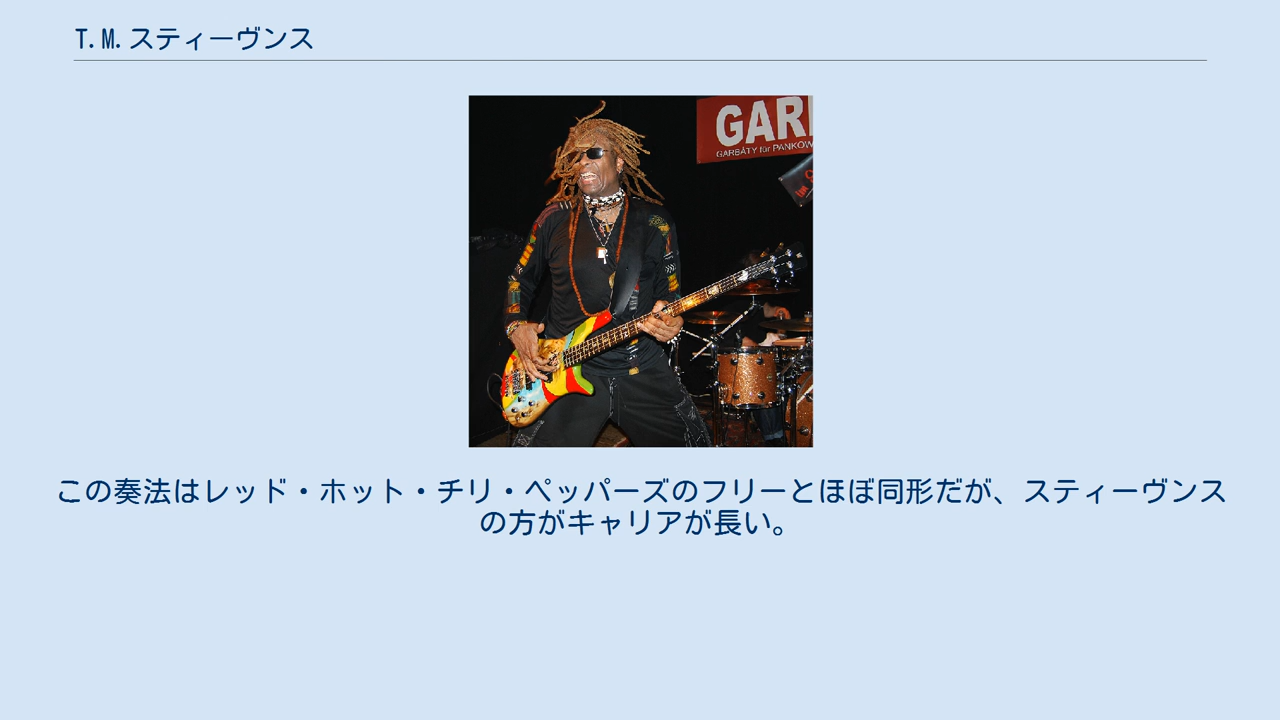 T.M.スティーヴンス
GAR
GARBÁTY für PANKOW
この奏法はレッド・ホット・チリ・ペッパーズのフリーとほぼ同形だが、スティーヴンス
の方がキャリアが長い。